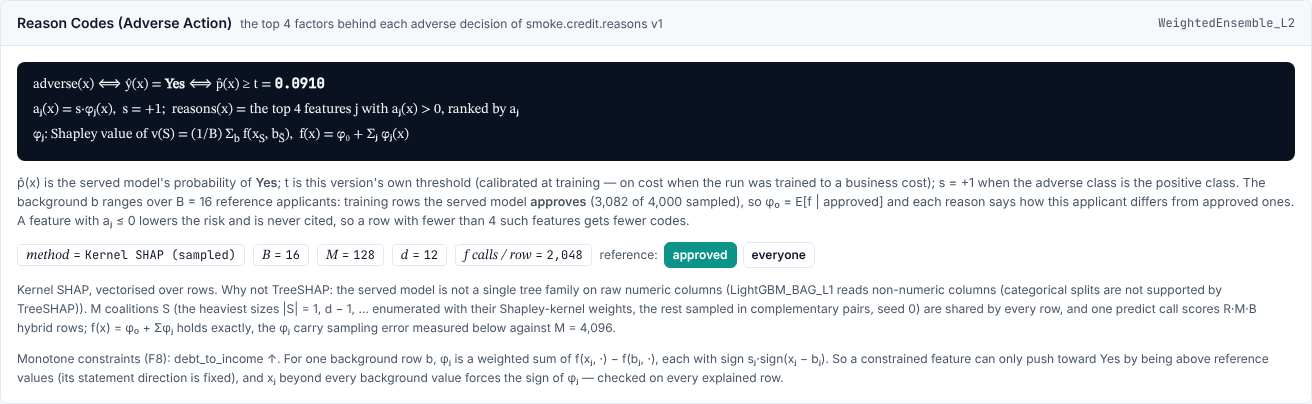 Reason Codes (Adverse Action) the top 4 factors behind each adverse decision of smoke.credit.reasons v1 WeightedEnsemble_L2
adverse(x) ⟺ ŷ(x) = Yes ⟺ p̂(x) ≥ t = 0.0910
aⱼ(x) = s·φⱼ(x), s = +1; reasons(x) = the top 4 features j with aⱼ(x) > 0, ranked by aⱼ
φⱼ: Shapley value of v(S) = (1/B) Σ_b f(x_S, b_S̄), f(x) = φ₀ + Σⱼ φⱼ(x)
p̂(x) is the served model's probability of Yes; t is this version's own threshold (calibrated at training — on cost when the run was trained to a business cost); s = +1 when the adverse class is the positive class. The
background b ranges over B = 16 reference applicants: training rows the served model approves (3,082 of 4,000 sampled), so φ₀ = E[f | approved] and each reason says how this applicant differs from approved ones.
A feature with aⱼ ≤ 0 lowers the risk and is never cited, so a row with fewer than 4 such features gets fewer codes.
method = Kernel SHAP (sampled) B = 16 M = 128 d = 12 f calls / row = 2,048 reference: approved everyone
Kernel SHAP, vectorised over rows. Why not TreeSHAP: the served model is not a single tree family on raw numeric columns (LightGBM_BAG_L1 reads non-numeric columns (categorical splits are not supported by
TreeSHAP)). M coalitions S (the heaviest sizes |S| = 1, d − 1, … enumerated with their Shapley-kernel weights, the rest sampled in complementary pairs, seed 0) are shared by every row, and one predict call scores R·M·B
hybrid rows; f(x) = φ₀ + Σφⱼ holds exactly, the φⱼ carry sampling error measured below against M = 4,096.
Monotone constraints (F8): debt_to_income ↑. For one background row b, φⱼ is a weighted sum of f(xⱼ, ·) − f(bⱼ, ·), each with sign sⱼ·sign(xⱼ − bⱼ). So a constrained feature can only push toward Yes by being above reference
values (its statement direction is fixed), and xⱼ beyond every background value forces the sign of φⱼ — checked on every explained row.